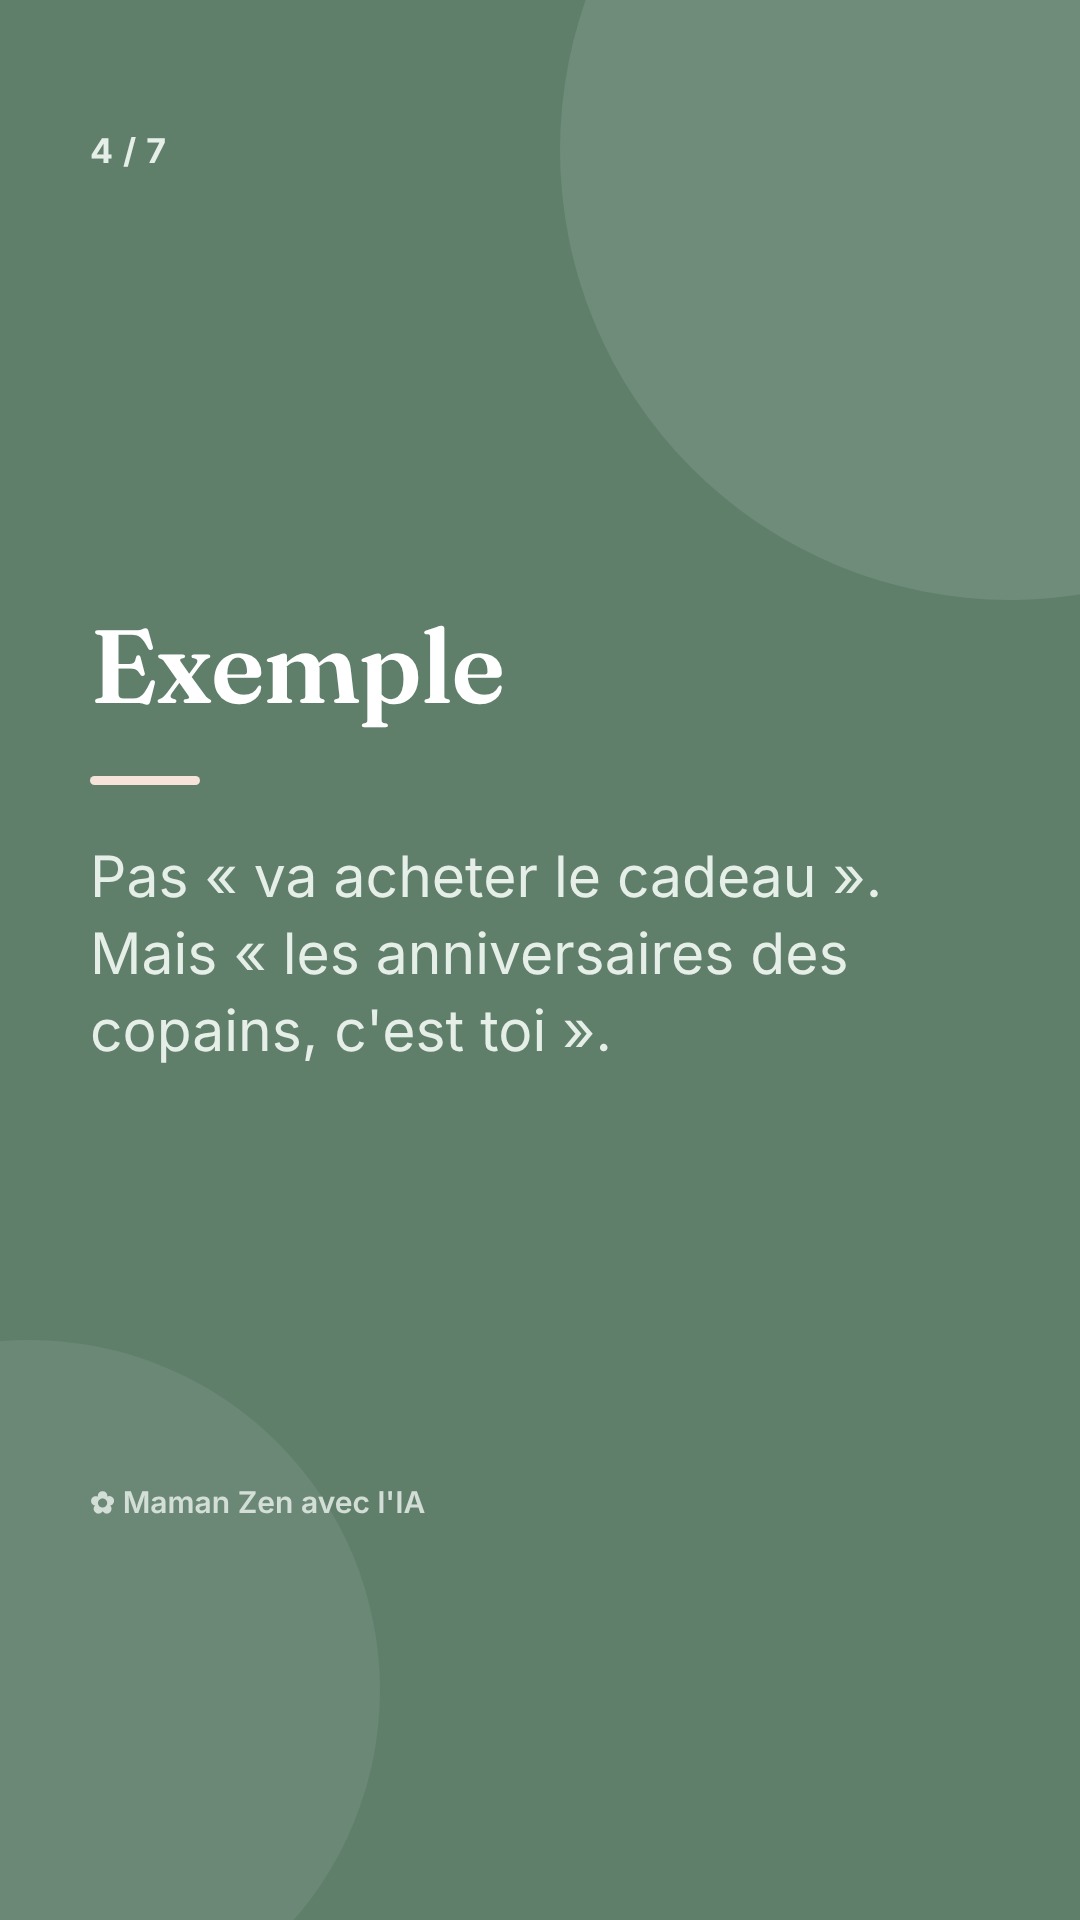 4 / 7
Exemple
Pas « va acheter le cadeau ».
Mais « les anniversaires des
copains, c'est toi ».
✿ Maman Zen avec l'IA